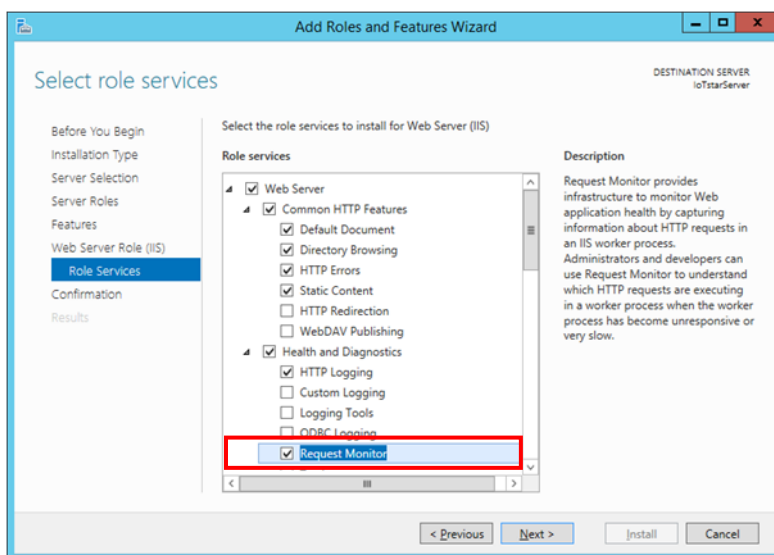 Add Roles and Features Wizard
Select role services
DESTINATION SERVER
IoTstarServer
Before You Begin
Installation Type
Server Selection
Server Roles
Features
Web Server Role (IIS)
Role Services
Confirmation
Results
Select the role services to install for Web Server (IIS)
Role services
Web Server
Common HTTP Features
Default Document
Directory Browsing
HTTP Errors
Static Content
HTTP Redirection
WebDAV Publishing
Health and Diagnostics
HTTP Logging
Custom Logging
Logging Tools
ODBC Logging
Request Monitor
Description
Request Monitor provides
infrastructure to monitor Web
application health by capturing
information about HTTP requests in
an IIS worker process.
Administrators and developers can
use Request Monitor to understand
which HTTP requests are executing
in a worker process when the worker
process has become unresponsive or
very slow.
< Previous
Next >
Install
Cancel